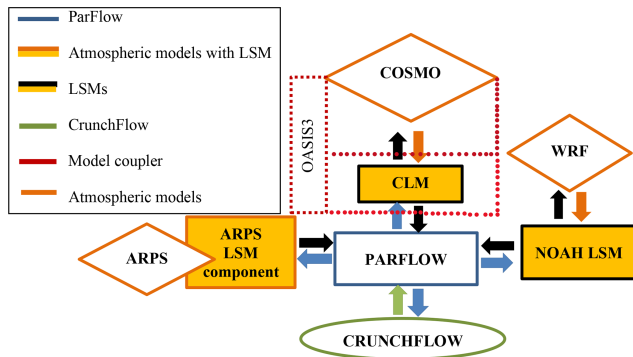 ParFlow
Atmospheric models with LSM
LSMs
CrunchFlow
Model coupler
Atmospheric models
OASIS3
COSMO
CLM
WRF
ARPS
ARPS
LSM
component
PARFLOW
NOAH LSM
CRUNCHFLOW